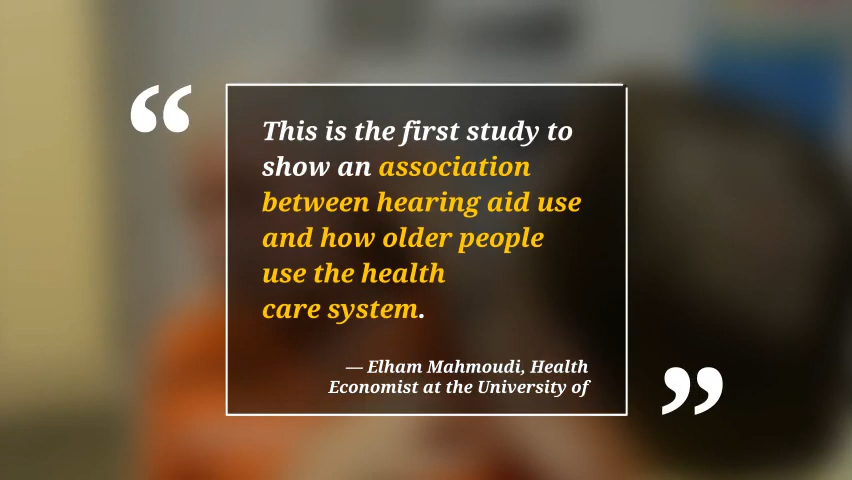 “
This is the first study to
show an association
between hearing aid use
and how older people
use the health
care system.
— Elham Mahmoudi, Health
Economist at the University of
”